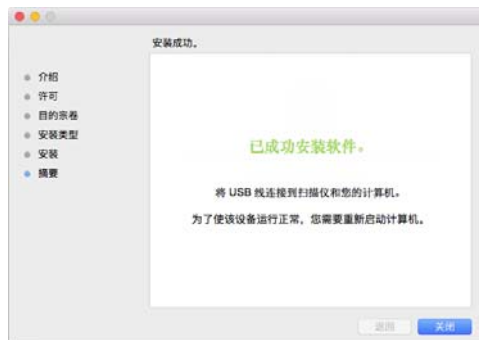 安装成功。
介绍
许可
目的宗卷
安装类型
安装
摘要
已成功安装软件。
将 USB 线连接到扫描仪和您的计算机。
为了使该设备运行正常，您需要重新启动计算机。
返回
关闭